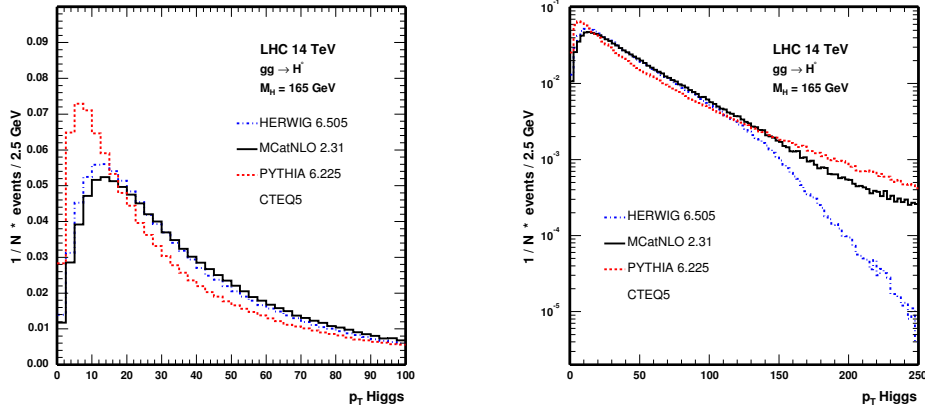 0.09
0.08
0.07
0.06
0.05
0.04
0.03
0.02
0.01
0.00
1 / N * events / 2.5 GeV
LHC 14 TeV
gg → H
M_H = 165 GeV
HERWIG 6.505
MCatNLO 2.31
PYTHIA 6.225
CTEQ5
0 10 20 30 40 50 60 70 80 90 100
p_T Higgs
10^-1
10^-2
10^-3
10^-4
10^-5
1 / N * events / 2.5 GeV
LHC 14 TeV
gg → H
M_H = 165 GeV
HERWIG 6.505
MCatNLO 2.31
PYTHIA 6.225
CTEQ5
0 50 100 150 200 250
p_T Higgs